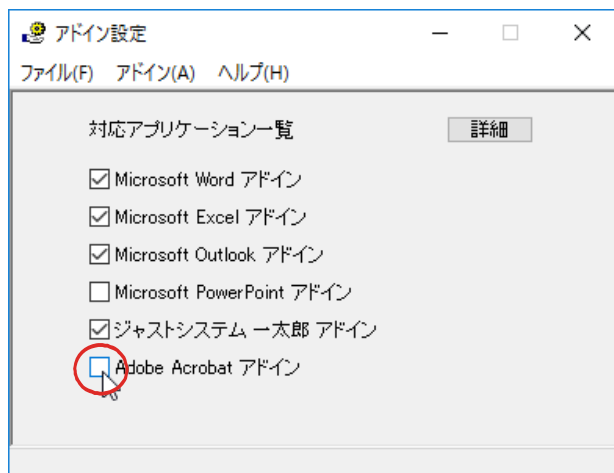 アドイン設定
ファイル(F) アドイン(A) ヘルプ(H)
対応アプリケーション一覧 詳細
Microsoft Word アドイン
Microsoft Excel アドイン
Microsoft Outlook アドイン
Microsoft PowerPoint アドイン
ジャストシステム 一太郎 アドイン
Adobe Acrobat アドイン